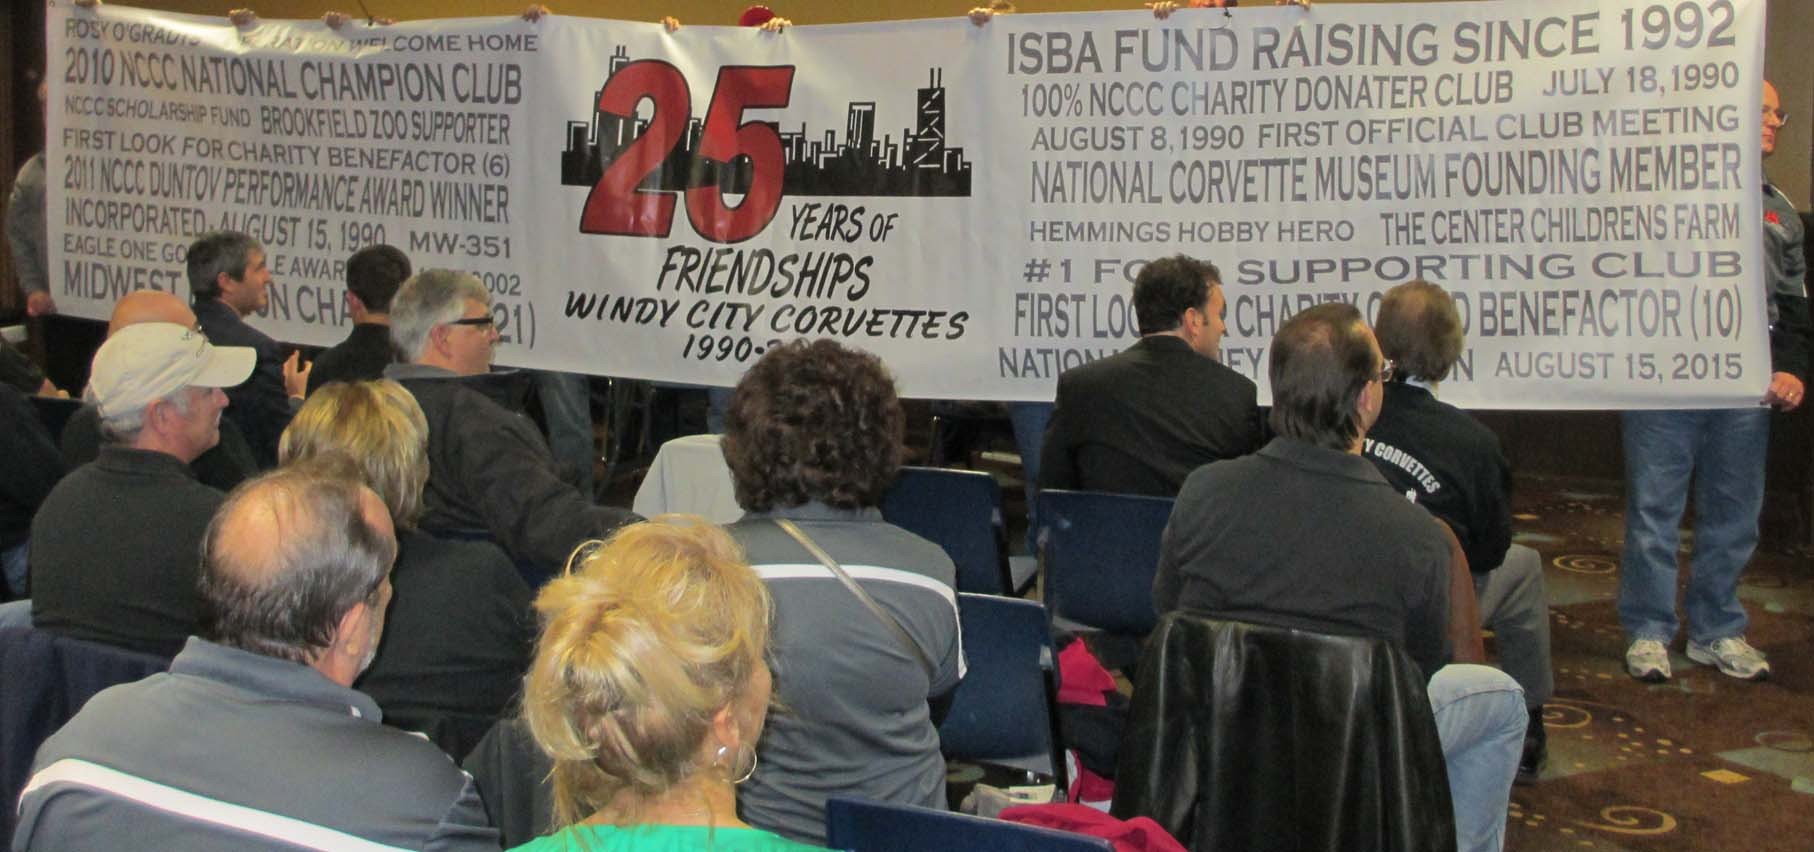 ROSY O'GRADY'S WELCOME HOME
2010 NCCC NATIONAL CHAMPION CLUB
NCCC SCHOLARSHIP FUND BROOKFIELD ZOO SUPPORTER
FIRST LOOK FOR CHARITY BENEFACTOR (6)
2011 NCCC DUNTOV PERFORMANCE AWARD WINNER
INCORPORATED - AUGUST 15, 1990 MW-351
EAGLE ONE 002
MIDWEST 21)
25
YEARS OF
FRIENDSHIPS
WINDY CITY CORVETTES
1990-
ISBA FUND RAISING SINCE 1992
100% NCCC CHARITY DONATER CLUB JULY 18, 1990
AUGUST 8, 1990 FIRST OFFICIAL CLUB MEETING
NATIONAL CORVETTE MUSEUM FOUNDING MEMBER
HEMMINGS HOBBY HERO THE CENTER CHILDRENS FARM
#1 SUPPORTING CLUB
FIRST CHARITY BENEFACTOR (10)
AUGUST 15, 2015
Y CORVETTES